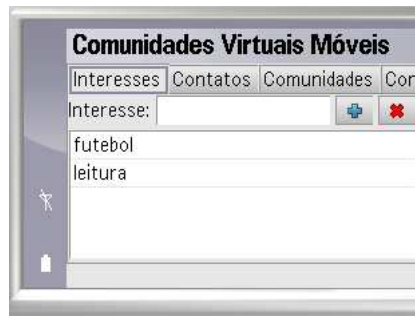 Comunidades Virtuais Móveis
Interesses Contatos Comunidades
Interesse:
futebol
leitura